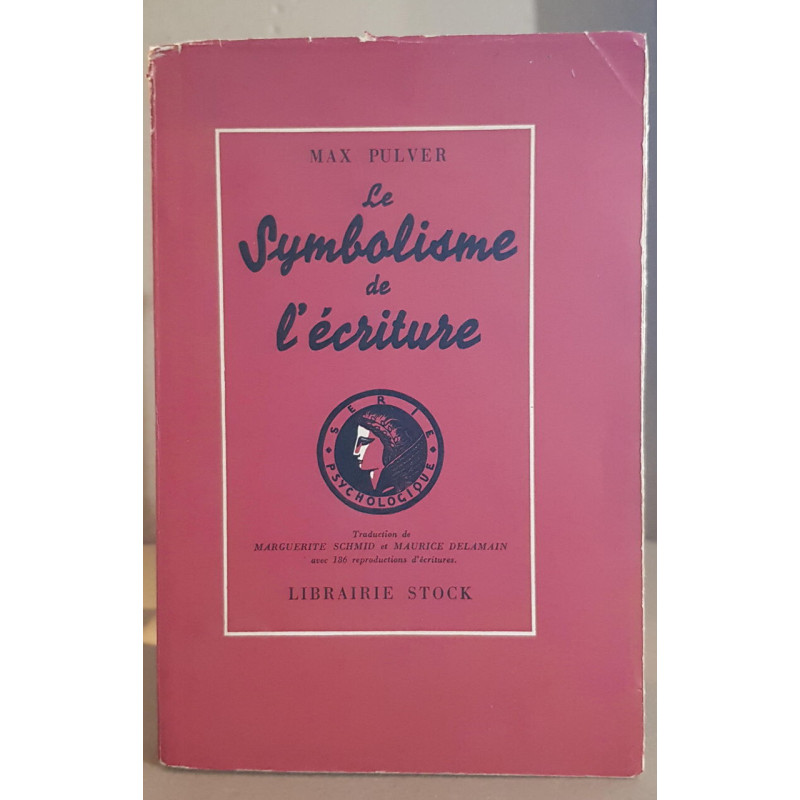 MAX PULVER
Le
Symbolisme
de
l'écriture
SERIE
PSYCHOLOGIQUE
Traduction de
MARGUERITE SCHMID et MAURICE DELAMAIN
avec 186 reproductions d'écritures.
LIBRAIRIE STOCK